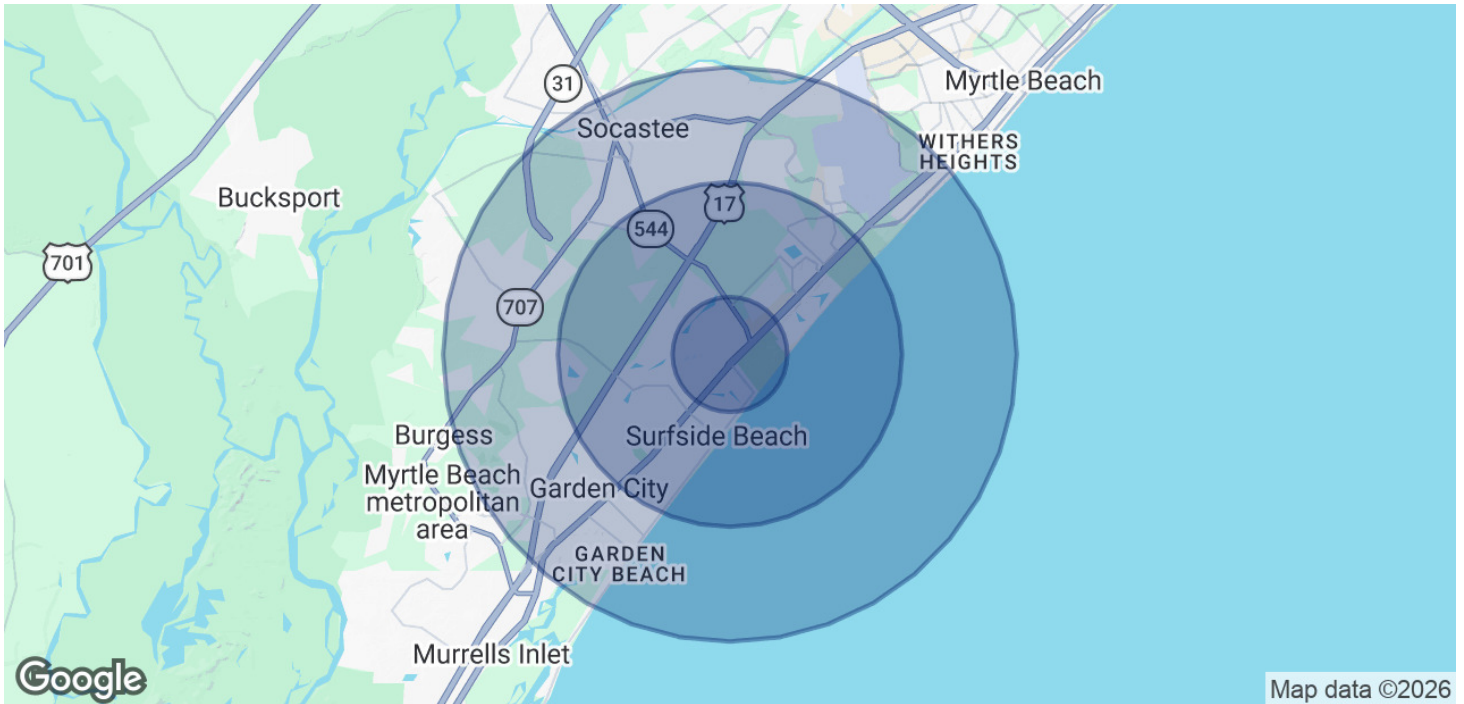 31
Myrtle Beach
Socastee
WITHERS
HEIGHTS
Bucksport
17
544
701
707
Burgess
Surfside Beach
Myrtle Beach
metropolitan
area
Garden City
GARDEN
CITY BEACH
Murrells Inlet
Google
Map data ©2026